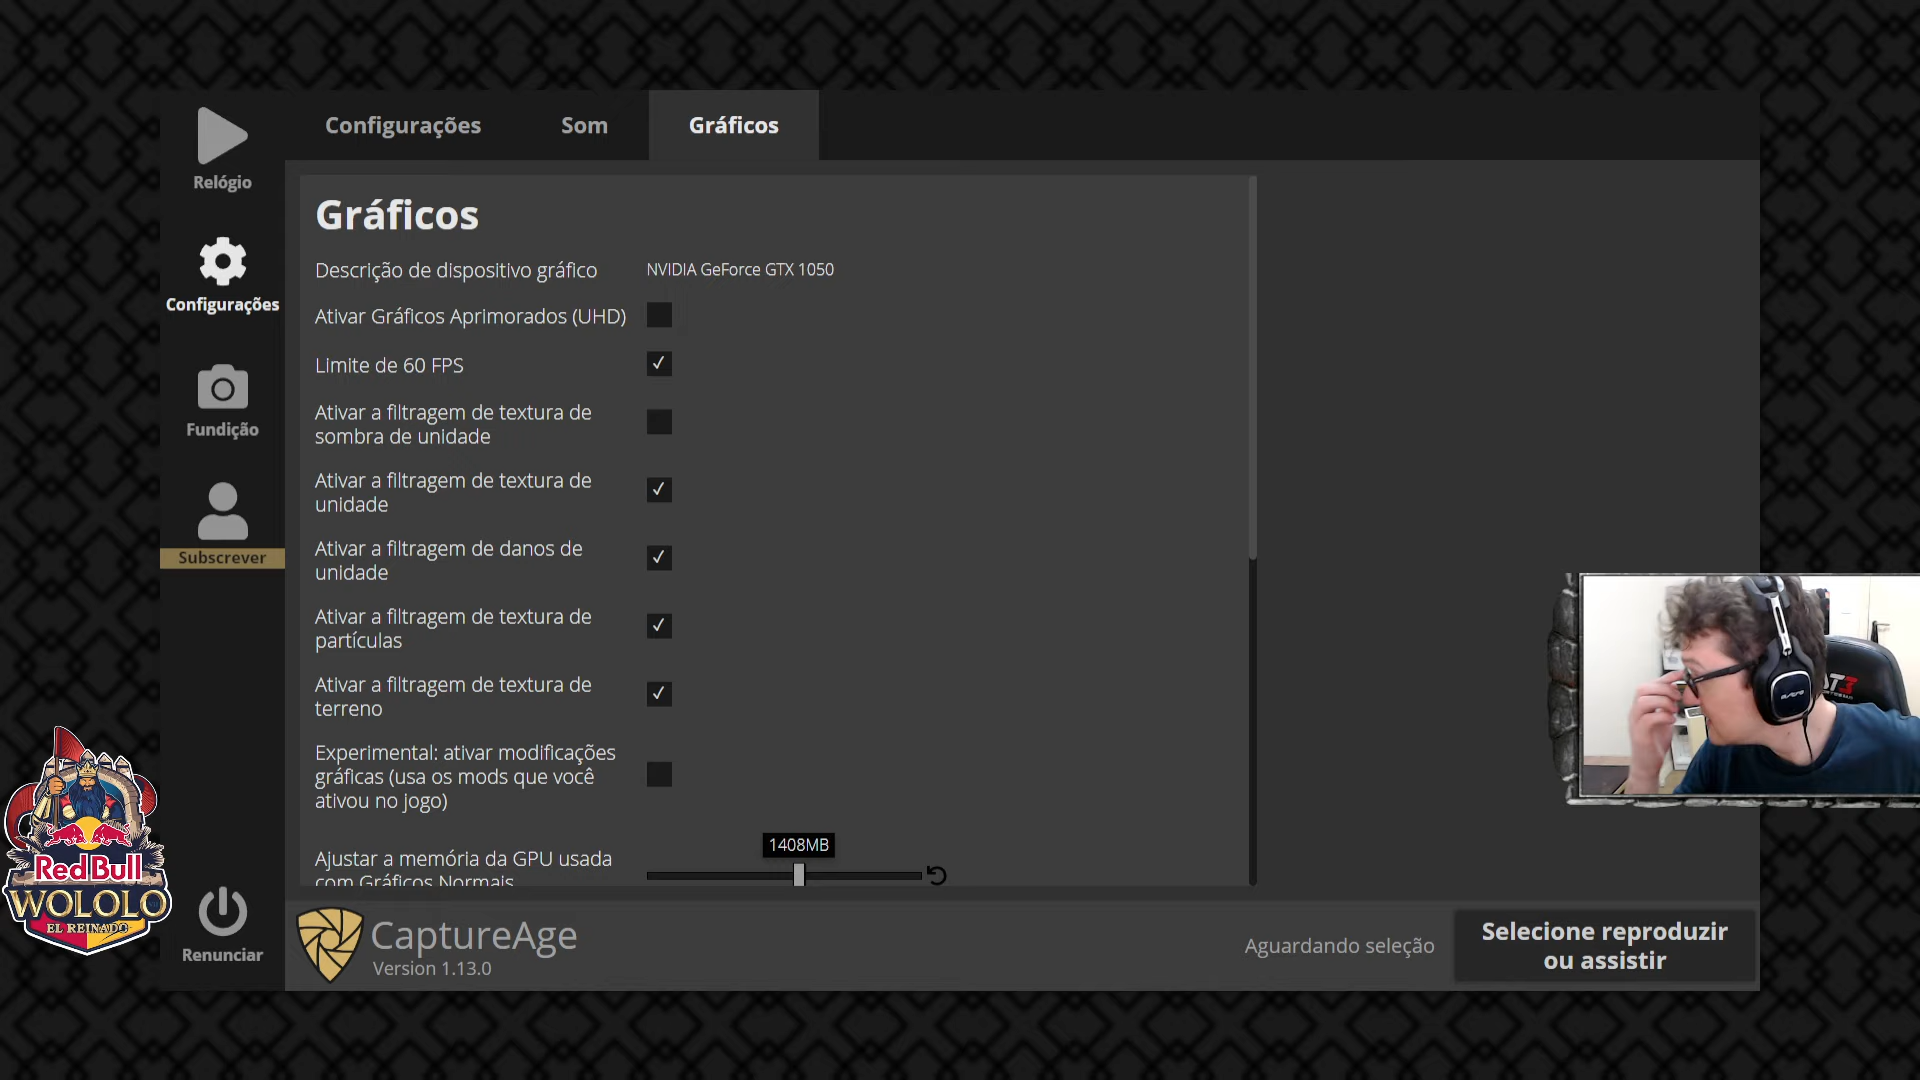 Configurações
Som
Gráficos
Relógio
Configurações
Fundição
Subscrever
Renunciar
Gráficos
Descrição de dispositivo gráfico
NVIDIA GeForce GTX 1050
Ativar Gráficos Aprimorados (UHD)
Limite de 60 FPS
Ativar a filtragem de textura de
sombra de unidade
Ativar a filtragem de textura de
unidade
Ativar a filtragem de danos de
unidade
Ativar a filtragem de textura de
partículas
Ativar a filtragem de textura de
terreno
Experimental: ativar modificações
gráficas (usa os mods que você
ativou no jogo)
1408MB
Ajustar a memória da GPU usada
com Gráficos Normais
Red Bull
WOLOLO
EL REINADO
CaptureAge
Version 1.13.0
Aguardando seleção
Selecione reproduzir
ou assistir